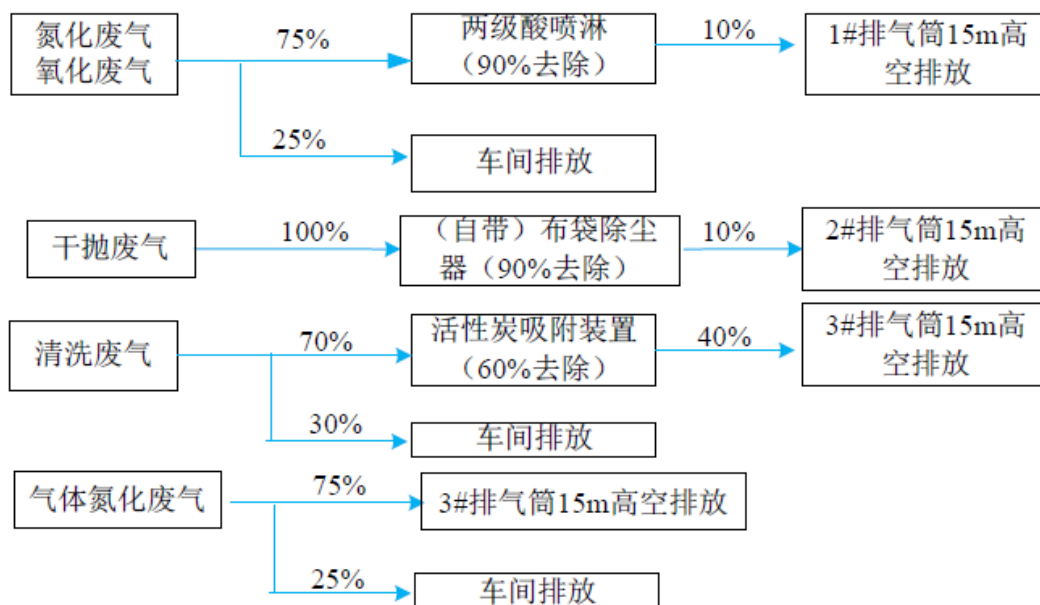 氮化废气
氧化废气
75%
两级酸喷淋
（90%去除）
10%
1#排气筒15m高
空排放
25%
车间排放
干抛废气
100%
（自带）布袋除尘
器（90%去除）
10%
2#排气筒15m高
空排放
清洗废气
70%
活性炭吸附装置
（60%去除）
40%
3#排气筒15m高
空排放
30%
车间排放
气体氮化废气
75%
3#排气筒15m高空排放
25%
车间排放